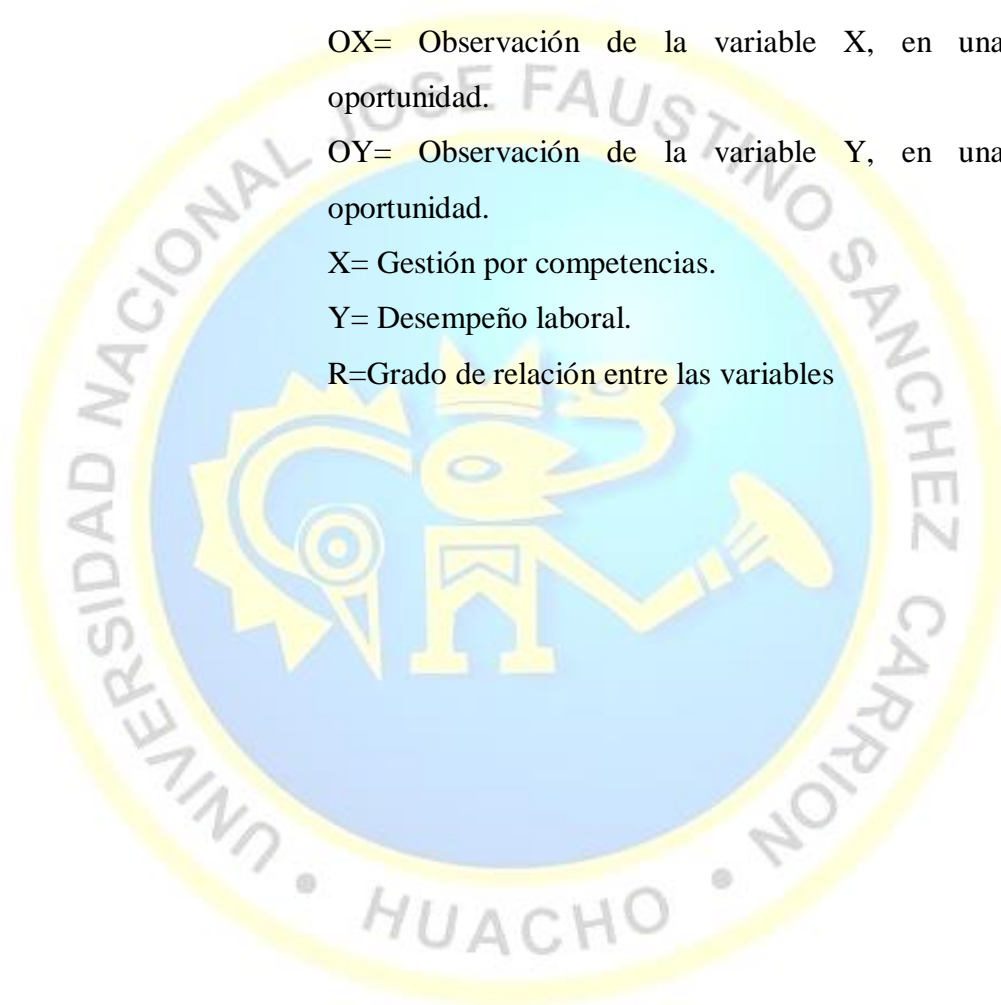 OX= Observación de la variable X, en una
oportunidad.
OY= Observación de la variable Y, en una
oportunidad.
X= Gestión por competencias.
Y= Desempeño laboral.
R=Grado de relación entre las variables
UNIVERSIDAD NACIONAL JOSE FAUSTINO SANCHEZ CARRION
• HUACHO •